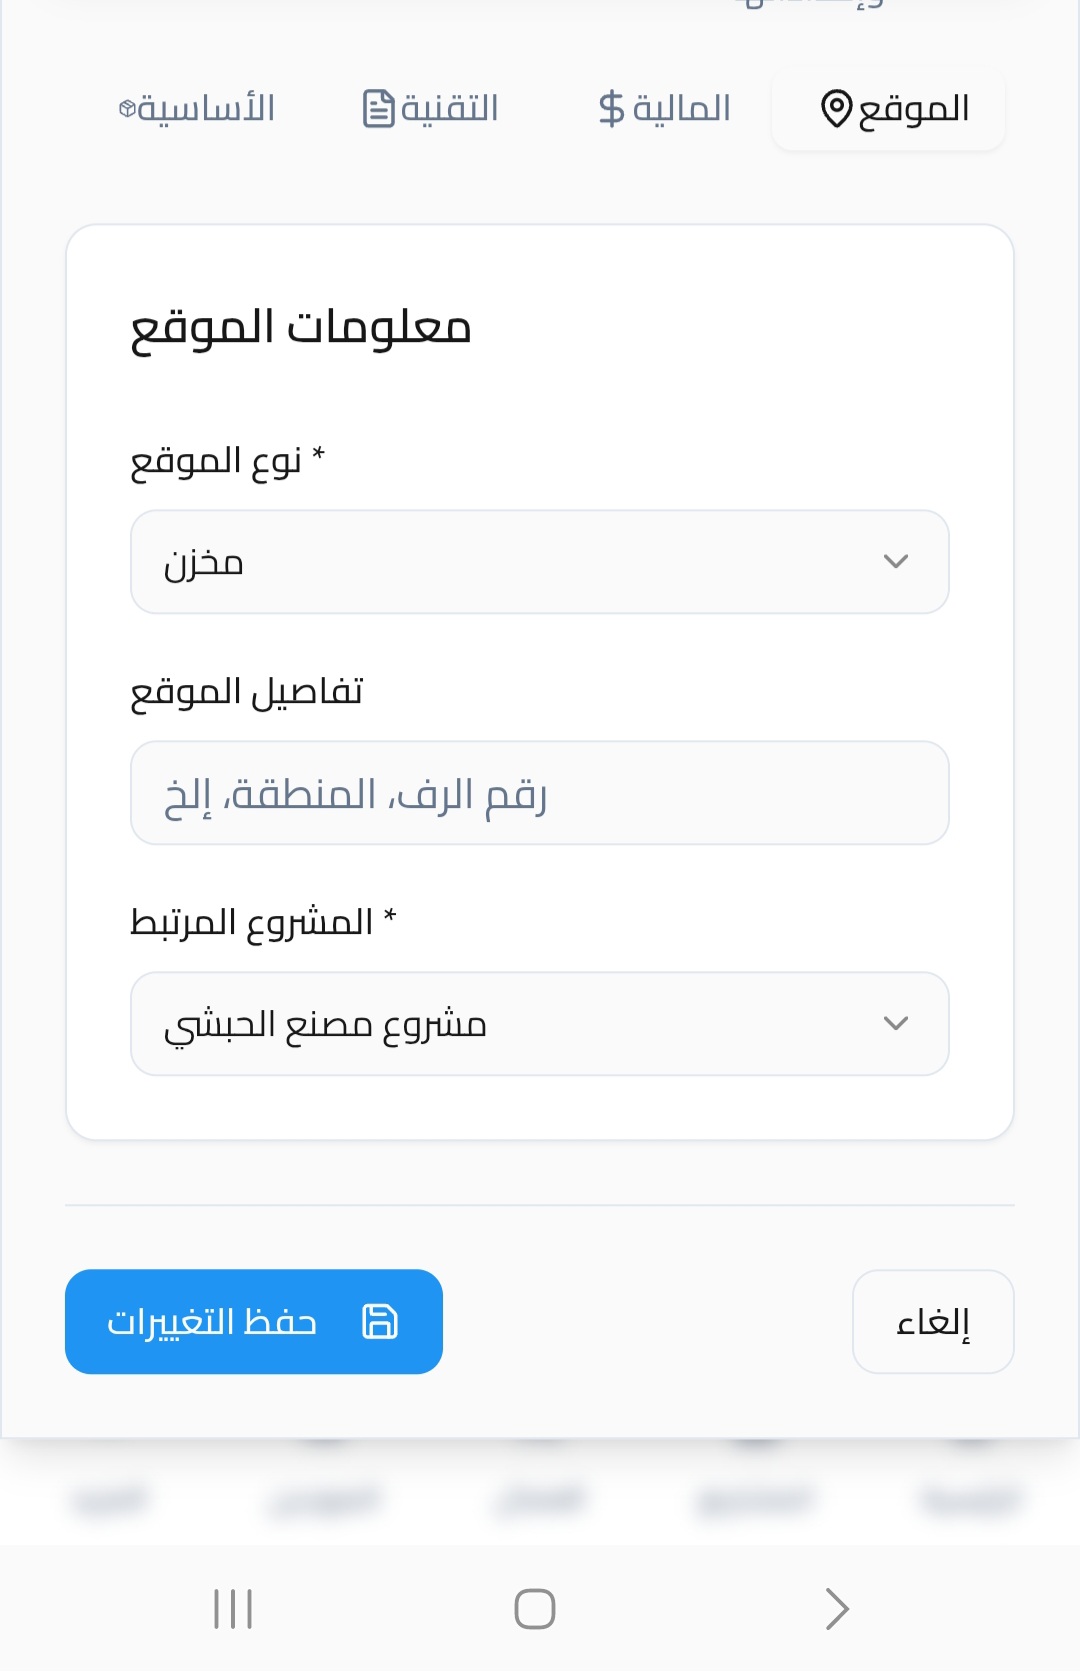 الموقع المالية التقنية الأساسية
معلومات الموقع
* نوع الموقع
مخزن
تفاصيل الموقع
رقم الرف، المنطقة، إلخ
* المشروع المرتبط
مشروع مصنع الحبشي
إلغاء حفظ التغييرات